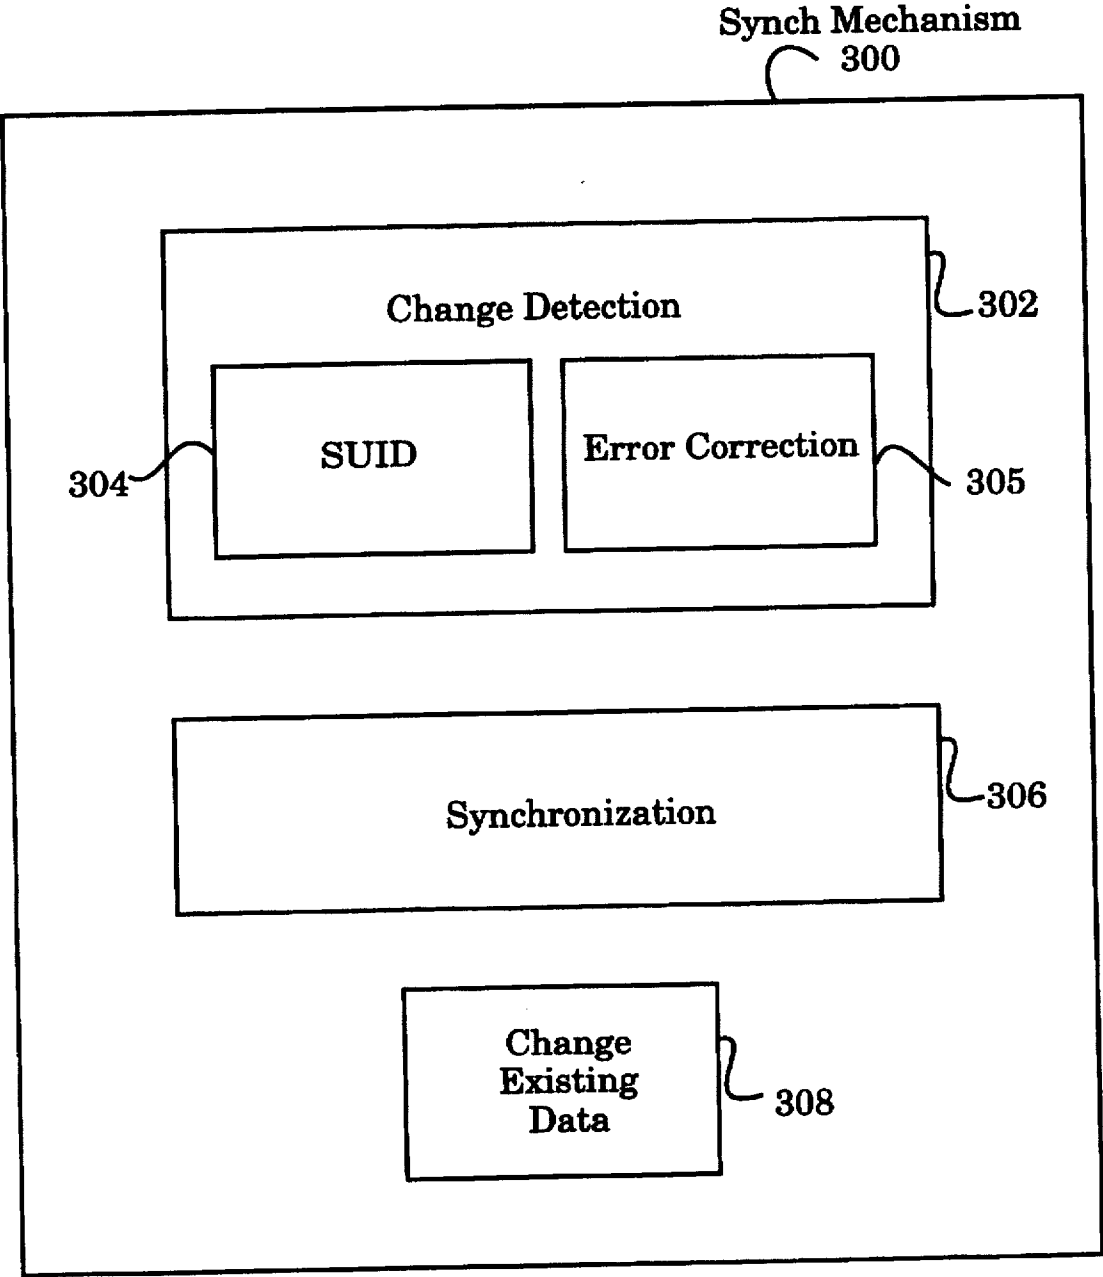 Synch Mechanism
300
Change Detection
302
SUID
Error Correction
304
305
Synchronization
306
Change
Existing
Data
308